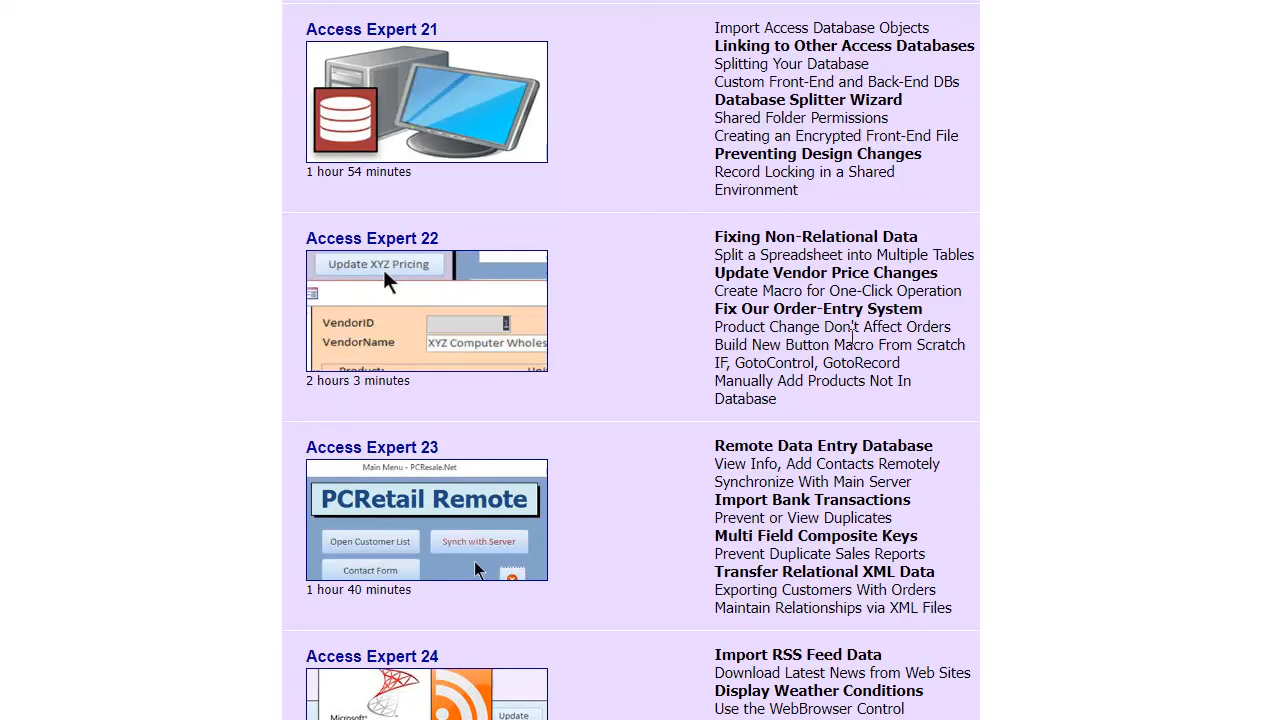 Access Expert 21
1 hour 54 minutes
Import Access Database Objects
Linking to Other Access Databases
Splitting Your Database
Custom Front-End and Back-End DBs
Database Splitter Wizard
Shared Folder Permissions
Creating an Encrypted Front-End File
Preventing Design Changes
Record Locking in a Shared
Environment
Access Expert 22
Update XYZ Pricing
VendorID
1
VendorName
XYZ Computer Wholes
Product:
2 hours 3 minutes
Fixing Non-Relational Data
Split a Spreadsheet into Multiple Tables
Update Vendor Price Changes
Create Macro for One-Click Operation
Fix Our Order-Entry System
Product Change Don't Affect Orders
Build New Button Macro From Scratch
IF, GotoControl, GotoRecord
Manually Add Products Not In
Database
Access Expert 23
Main Menu - PCResale.Net
PCRetail Remote
Open Customer List
Synch with Server
Contact Form
1 hour 40 minutes
Remote Data Entry Database
View Info, Add Contacts Remotely
Synchronize With Main Server
Import Bank Transactions
Prevent or View Duplicates
Multi Field Composite Keys
Prevent Duplicate Sales Reports
Transfer Relational XML Data
Exporting Customers With Orders
Maintain Relationships via XML Files
Access Expert 24
Microsoft
Update
Import RSS Feed Data
Download Latest News from Web Sites
Display Weather Conditions
Use the WebBrowser Control